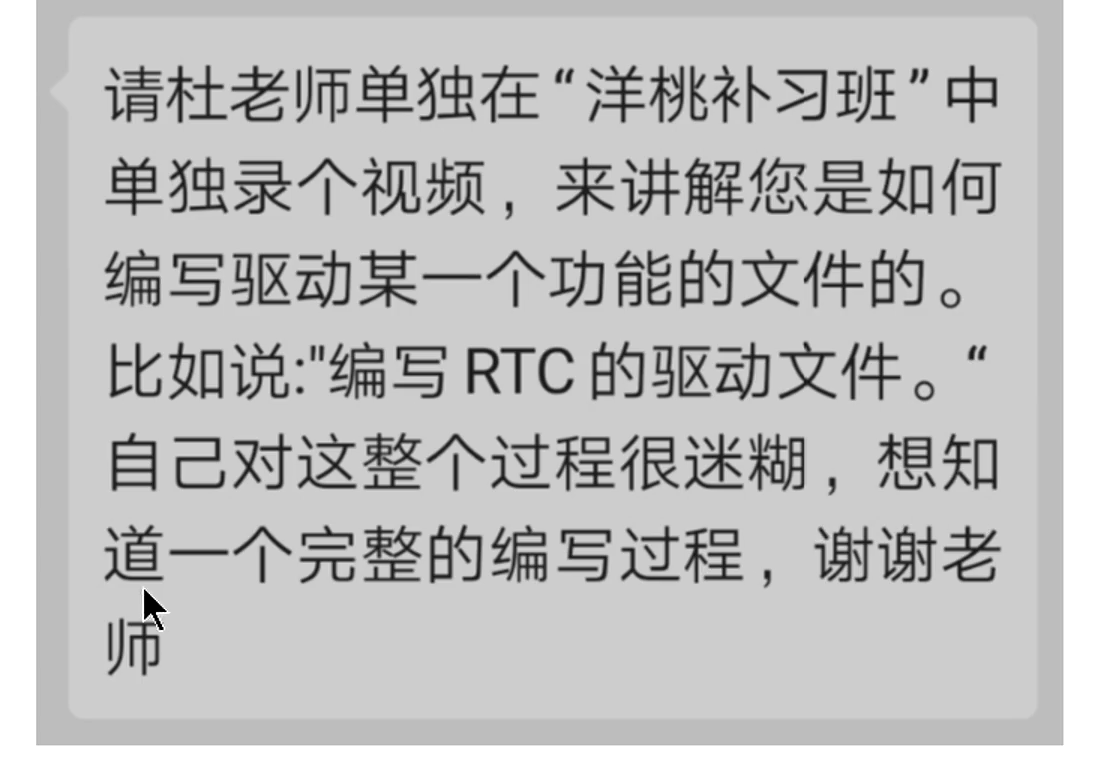 请杜老师单独在“洋桃补习班”中
单独录个视频，来讲解您是如何
编写驱动某一个功能的文件的。
比如说:"编写 RTC 的驱动文件。“
自己对这整个过程很迷糊，想知
道一个完整的编写过程，谢谢老
师